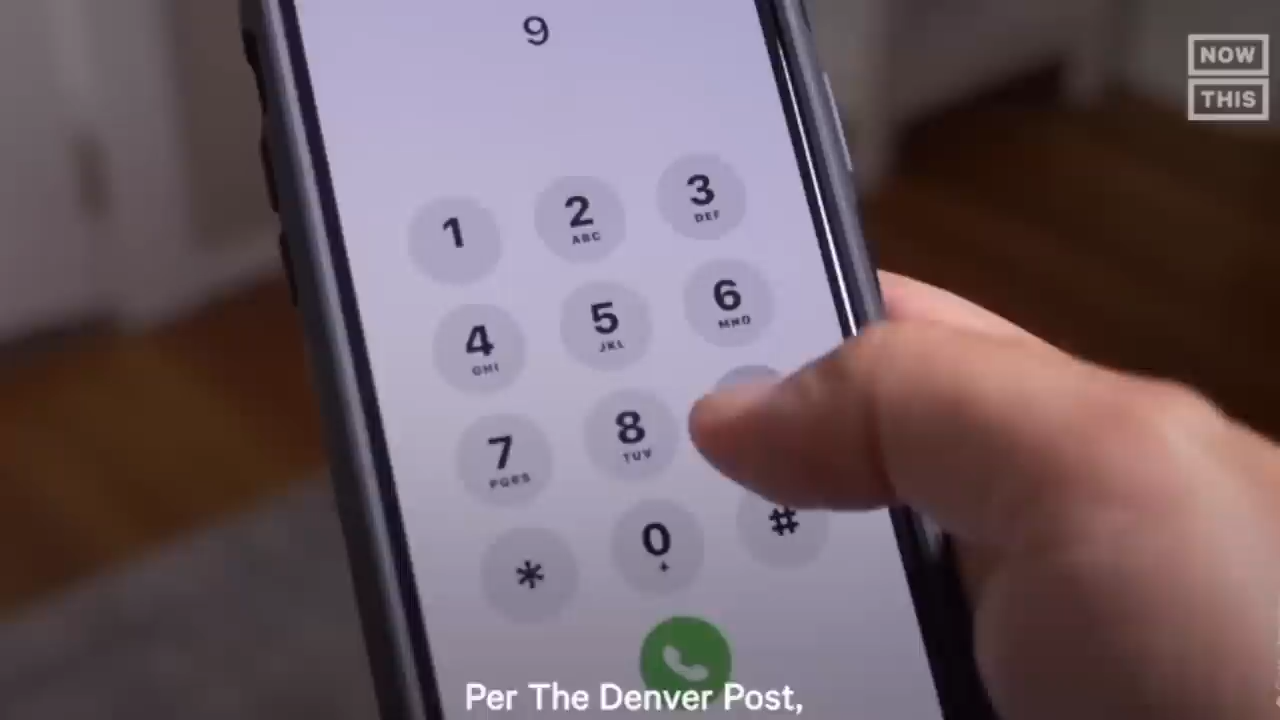 9
NOW
THIS
1
2
ABC
3
DEF
4
GHI
5
JKL
6
MNO
7
PQRS
8
TUV
*
0
+
#
Per The Denver Post,